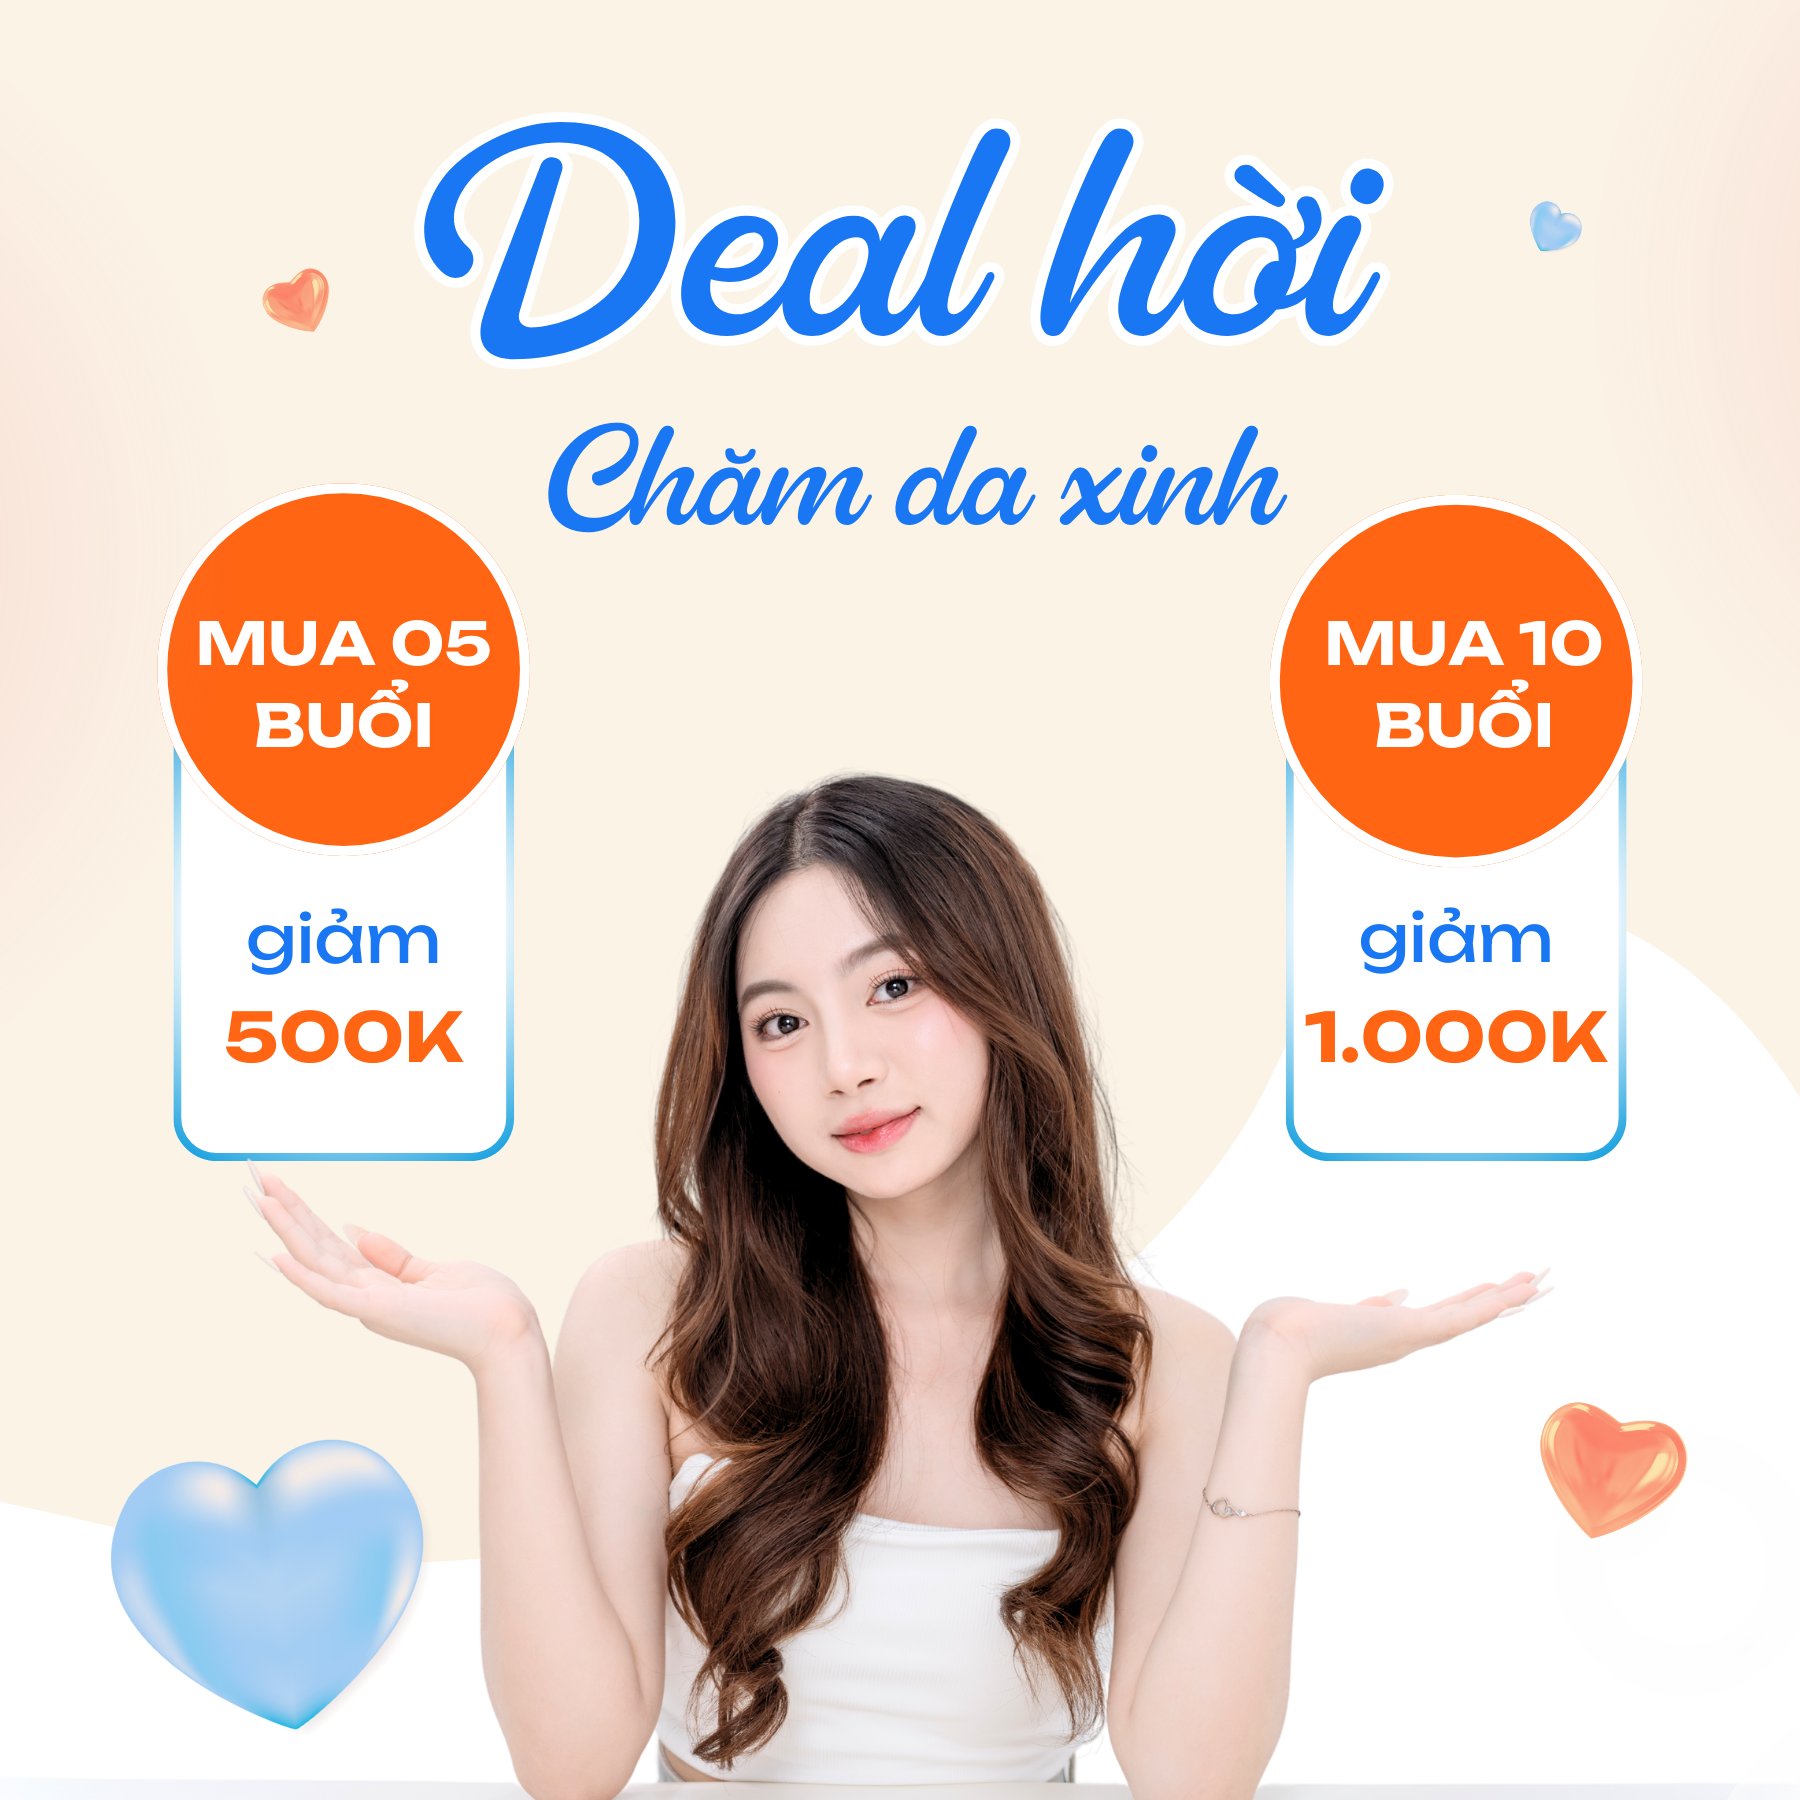 Deal hời
Chăm da xinh
MUA 05
BUỔI
giảm
500K
MUA 10
BUỔI
giảm
1.000K